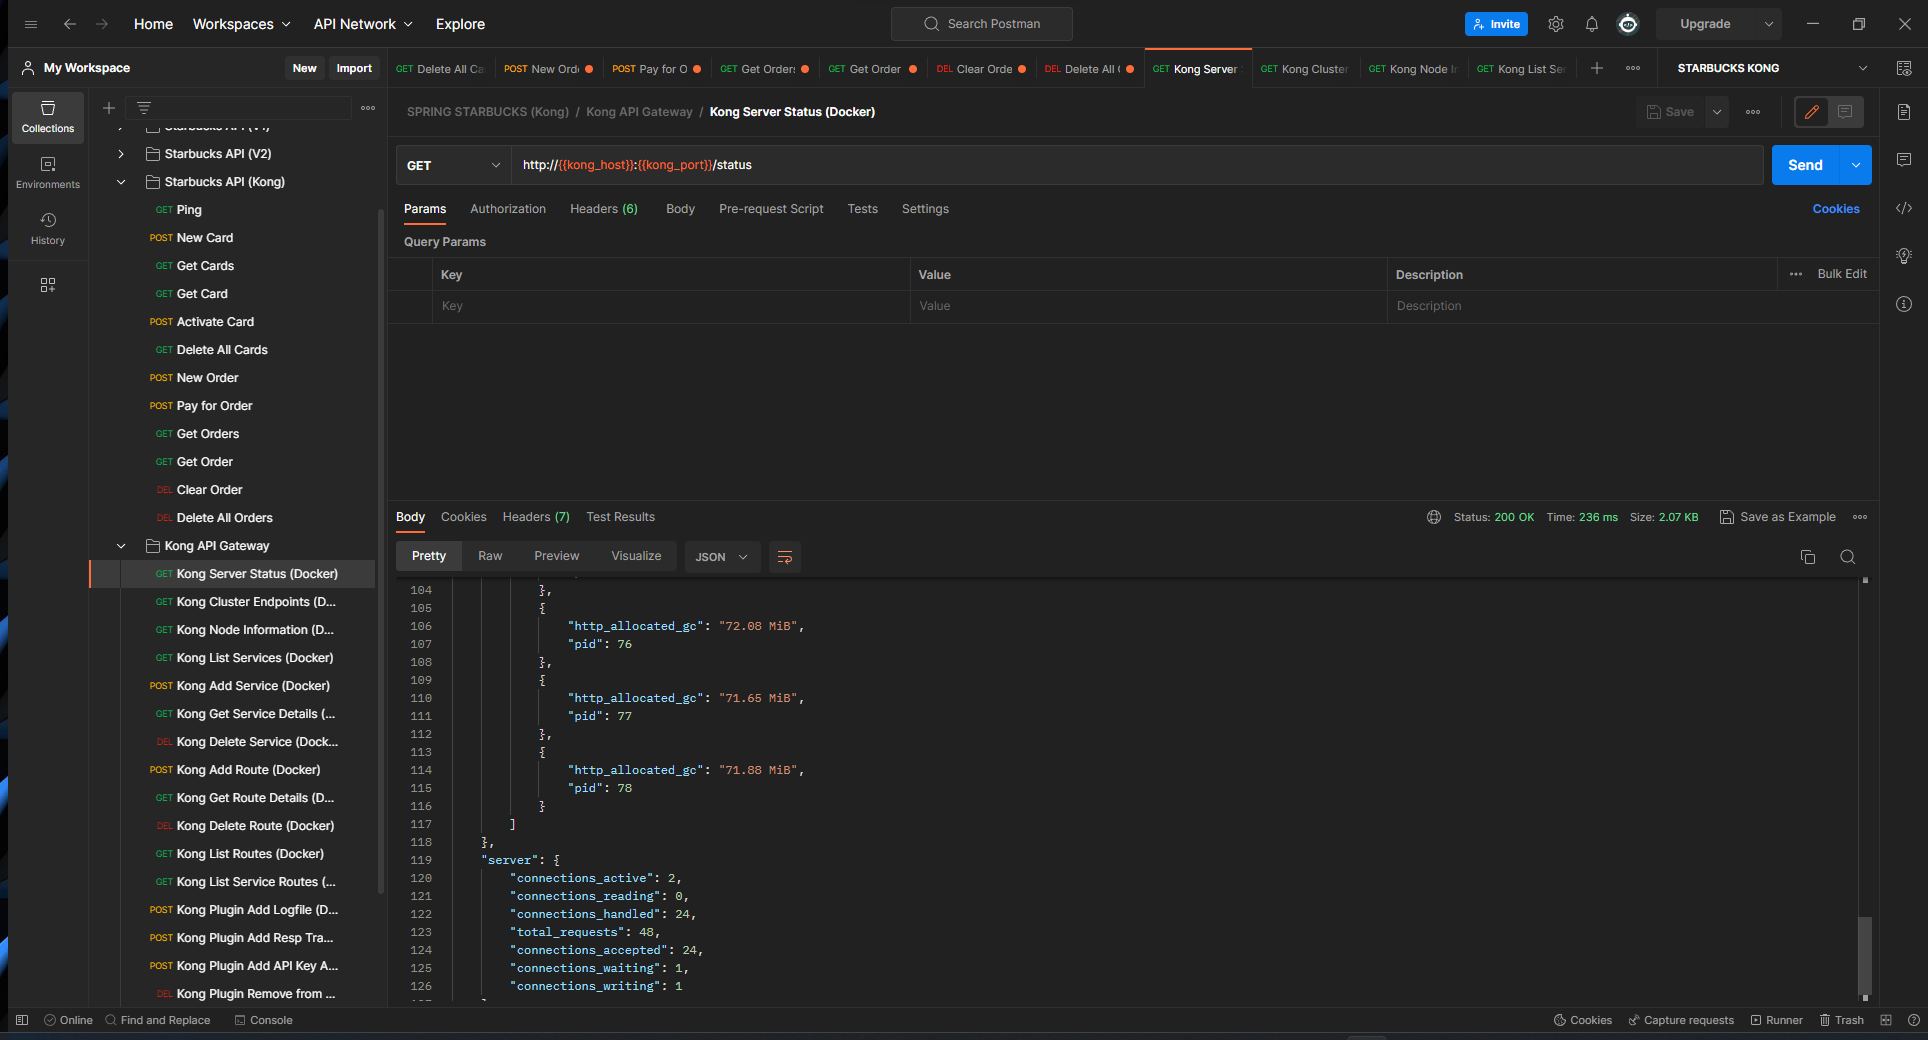 Home
Workspaces
API Network
Explore
Search Postman
Invite
Upgrade
My Workspace
New
Import
GET Delete All Ca
POST New Orde
POST Pay for O
GET Get Orders
GET Get Order
DEL Clear Orde
DEL Delete All
GET Kong Server
GET Kong Cluster
GET Kong Node I
GET Kong List Se
STARBUCKS KONG
Collections
Environments
History
Starbucks API (V1)
Starbucks API (V2)
Starbucks API (Kong)
GET Ping
POST New Card
GET Get Cards
GET Get Card
POST Activate Card
GET Delete All Cards
POST New Order
POST Pay for Order
GET Get Orders
GET Get Order
DEL Clear Order
DEL Delete All Orders
Kong API Gateway
GET Kong Server Status (Docker)
GET Kong Cluster Endpoints (D...
GET Kong Node Information (D...
GET Kong List Services (Docker)
POST Kong Add Service (Docker)
GET Kong Get Service Details (...
DEL Kong Delete Service (Dock...
POST Kong Add Route (Docker)
GET Kong Get Route Details (D...
DEL Kong Delete Route (Docker)
GET Kong List Routes (Docker)
GET Kong List Service Routes (...
POST Kong Plugin Add Logfile (D...
POST Kong Plugin Add Resp Tra...
POST Kong Plugin Add API Key A...
DEL Kong Plugin Remove from ...
SPRING STARBUCKS (Kong) / Kong API Gateway / Kong Server Status (Docker)
Save
GET
http://{{kong_host}}:{{kong_port}}/status
Send
Params
Authorization
Headers (6)
Body
Pre-request Script
Tests
Settings
Cookies
Query Params
Key
Value
Description
Bulk Edit
Key
Value
Description
Body
Cookies
Headers (7)
Test Results
Status: 200 OK
Time: 236 ms
Size: 2.07 KB
Save as Example
Pretty
Raw
Preview
Visualize
JSON
104 },
105 {
106 "http_allocated_gc": "72.08 MiB",
107 "pid": 76
108 },
109 {
110 "http_allocated_gc": "71.65 MiB",
111 "pid": 77
112 },
113 {
114 "http_allocated_gc": "71.88 MiB",
115 "pid": 78
116 }
117 ]
118 },
119 "server": {
120 "connections_active": 2,
121 "connections_reading": 0,
122 "connections_handled": 24,
123 "total_requests": 48,
124 "connections_accepted": 24,
125 "connections_waiting": 1,
126 "connections_writing": 1
Online
Find and Replace
Console
Cookies
Capture requests
Runner
Trash